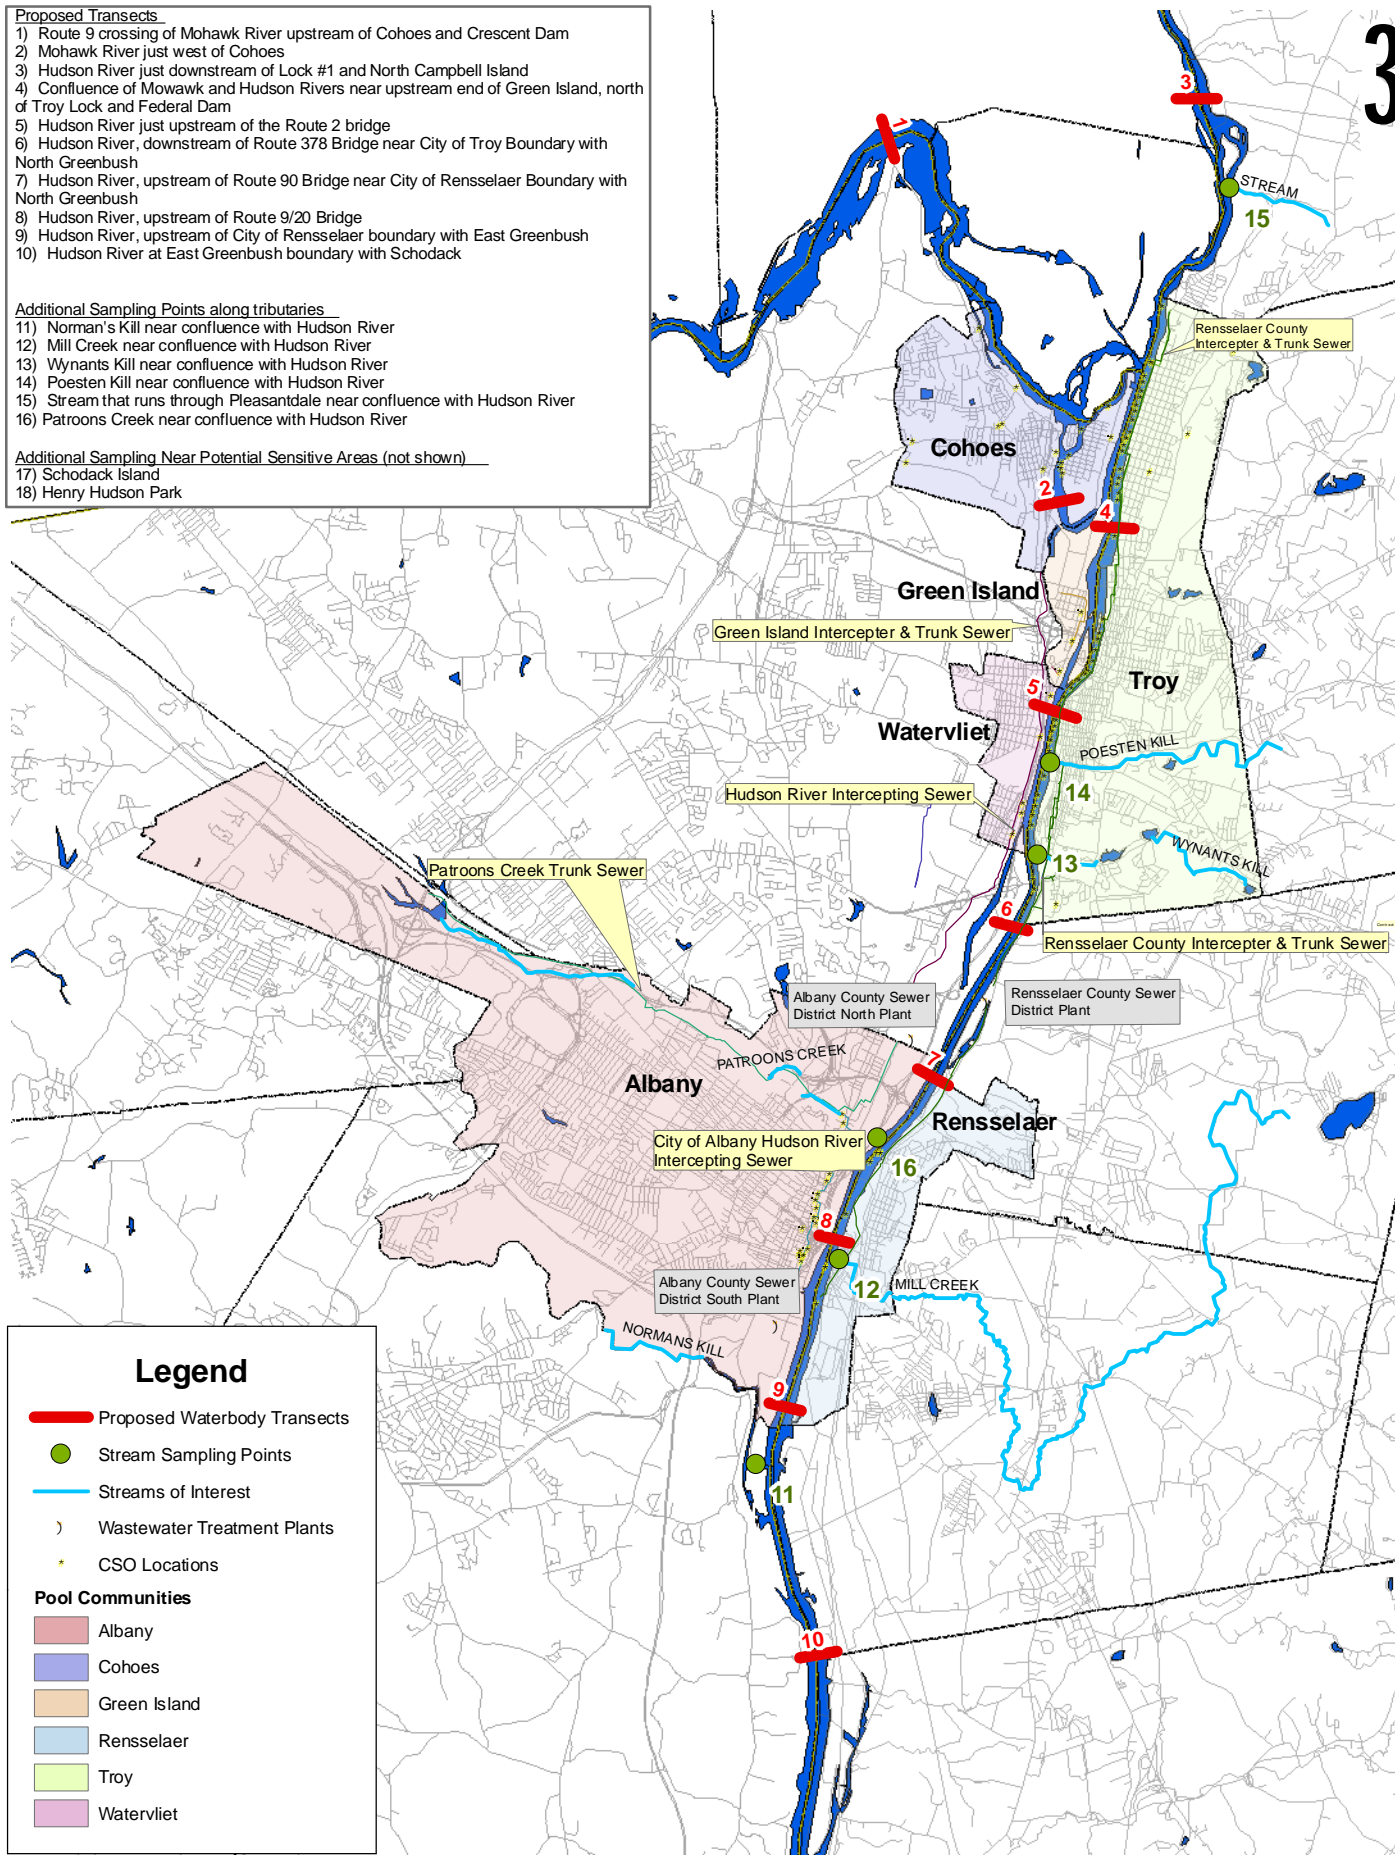 Proposed Transects
1) Route 9 crossing of Mohawk River upstream of Cohoes and Crescent Dam
2) Mohawk River just west of Cohoes
3) Hudson River just downstream of Lock #1 and North Campbell Island
4) Confluence of Mowawk and Hudson Rivers near upstream end of Green Island, north
of Troy Lock and Federal Dam
5) Hudson River just upstream of the Route 2 bridge
6) Hudson River, downstream of Route 378 Bridge near City of Troy Boundary with
North Greenbush
7) Hudson River, upstream of Route 90 Bridge near City of Rensselaer Boundary with
North Greenbush
8) Hudson River, upstream of Route 9/20 Bridge
9) Hudson River, upstream of City of Rensselaer boundary with East Greenbush
10) Hudson River at East Greenbush boundary with Schodack
Additional Sampling Points along tributaries
11) Norman's Kill near confluence with Hudson River
12) Mill Creek near confluence with Hudson River
13) Wynants Kill near confluence with Hudson River
14) Poesten Kill near confluence with Hudson River
15) Stream that runs through Pleasantdale near confluence with Hudson River
16) Patroons Creek near confluence with Hudson River
Additional Sampling Near Potential Sensitive Areas (not shown)
17) Schodack Island
18) Henry Hudson Park
3
3
1
STREAM
15
Rensselaer County
Intercepter & Trunk Sewer
Cohoes
2
4
Green Island
Green Island Intercepter & Trunk Sewer
5
Troy
Watervliet
POESTEN KILL
Hudson River Intercepting Sewer
14
WYNANTS KILL
13
Patroons Creek Trunk Sewer
6
Rensselaer County Intercepter & Trunk Sewer
Albany County Sewer
District North Plant
Rensselaer County Sewer
District Plant
PATROONS CREEK
7
Albany
Rensselaer
City of Albany Hudson River
Intercepting Sewer
16
8
Albany County Sewer
District South Plant
12
MILL CREEK
NORMANS KILL
9
11
10
Legend
Proposed Waterbody Transects
Stream Sampling Points
Streams of Interest
Wastewater Treatment Plants
CSO Locations
Pool Communities
Albany
Cohoes
Green Island
Rensselaer
Troy
Watervliet